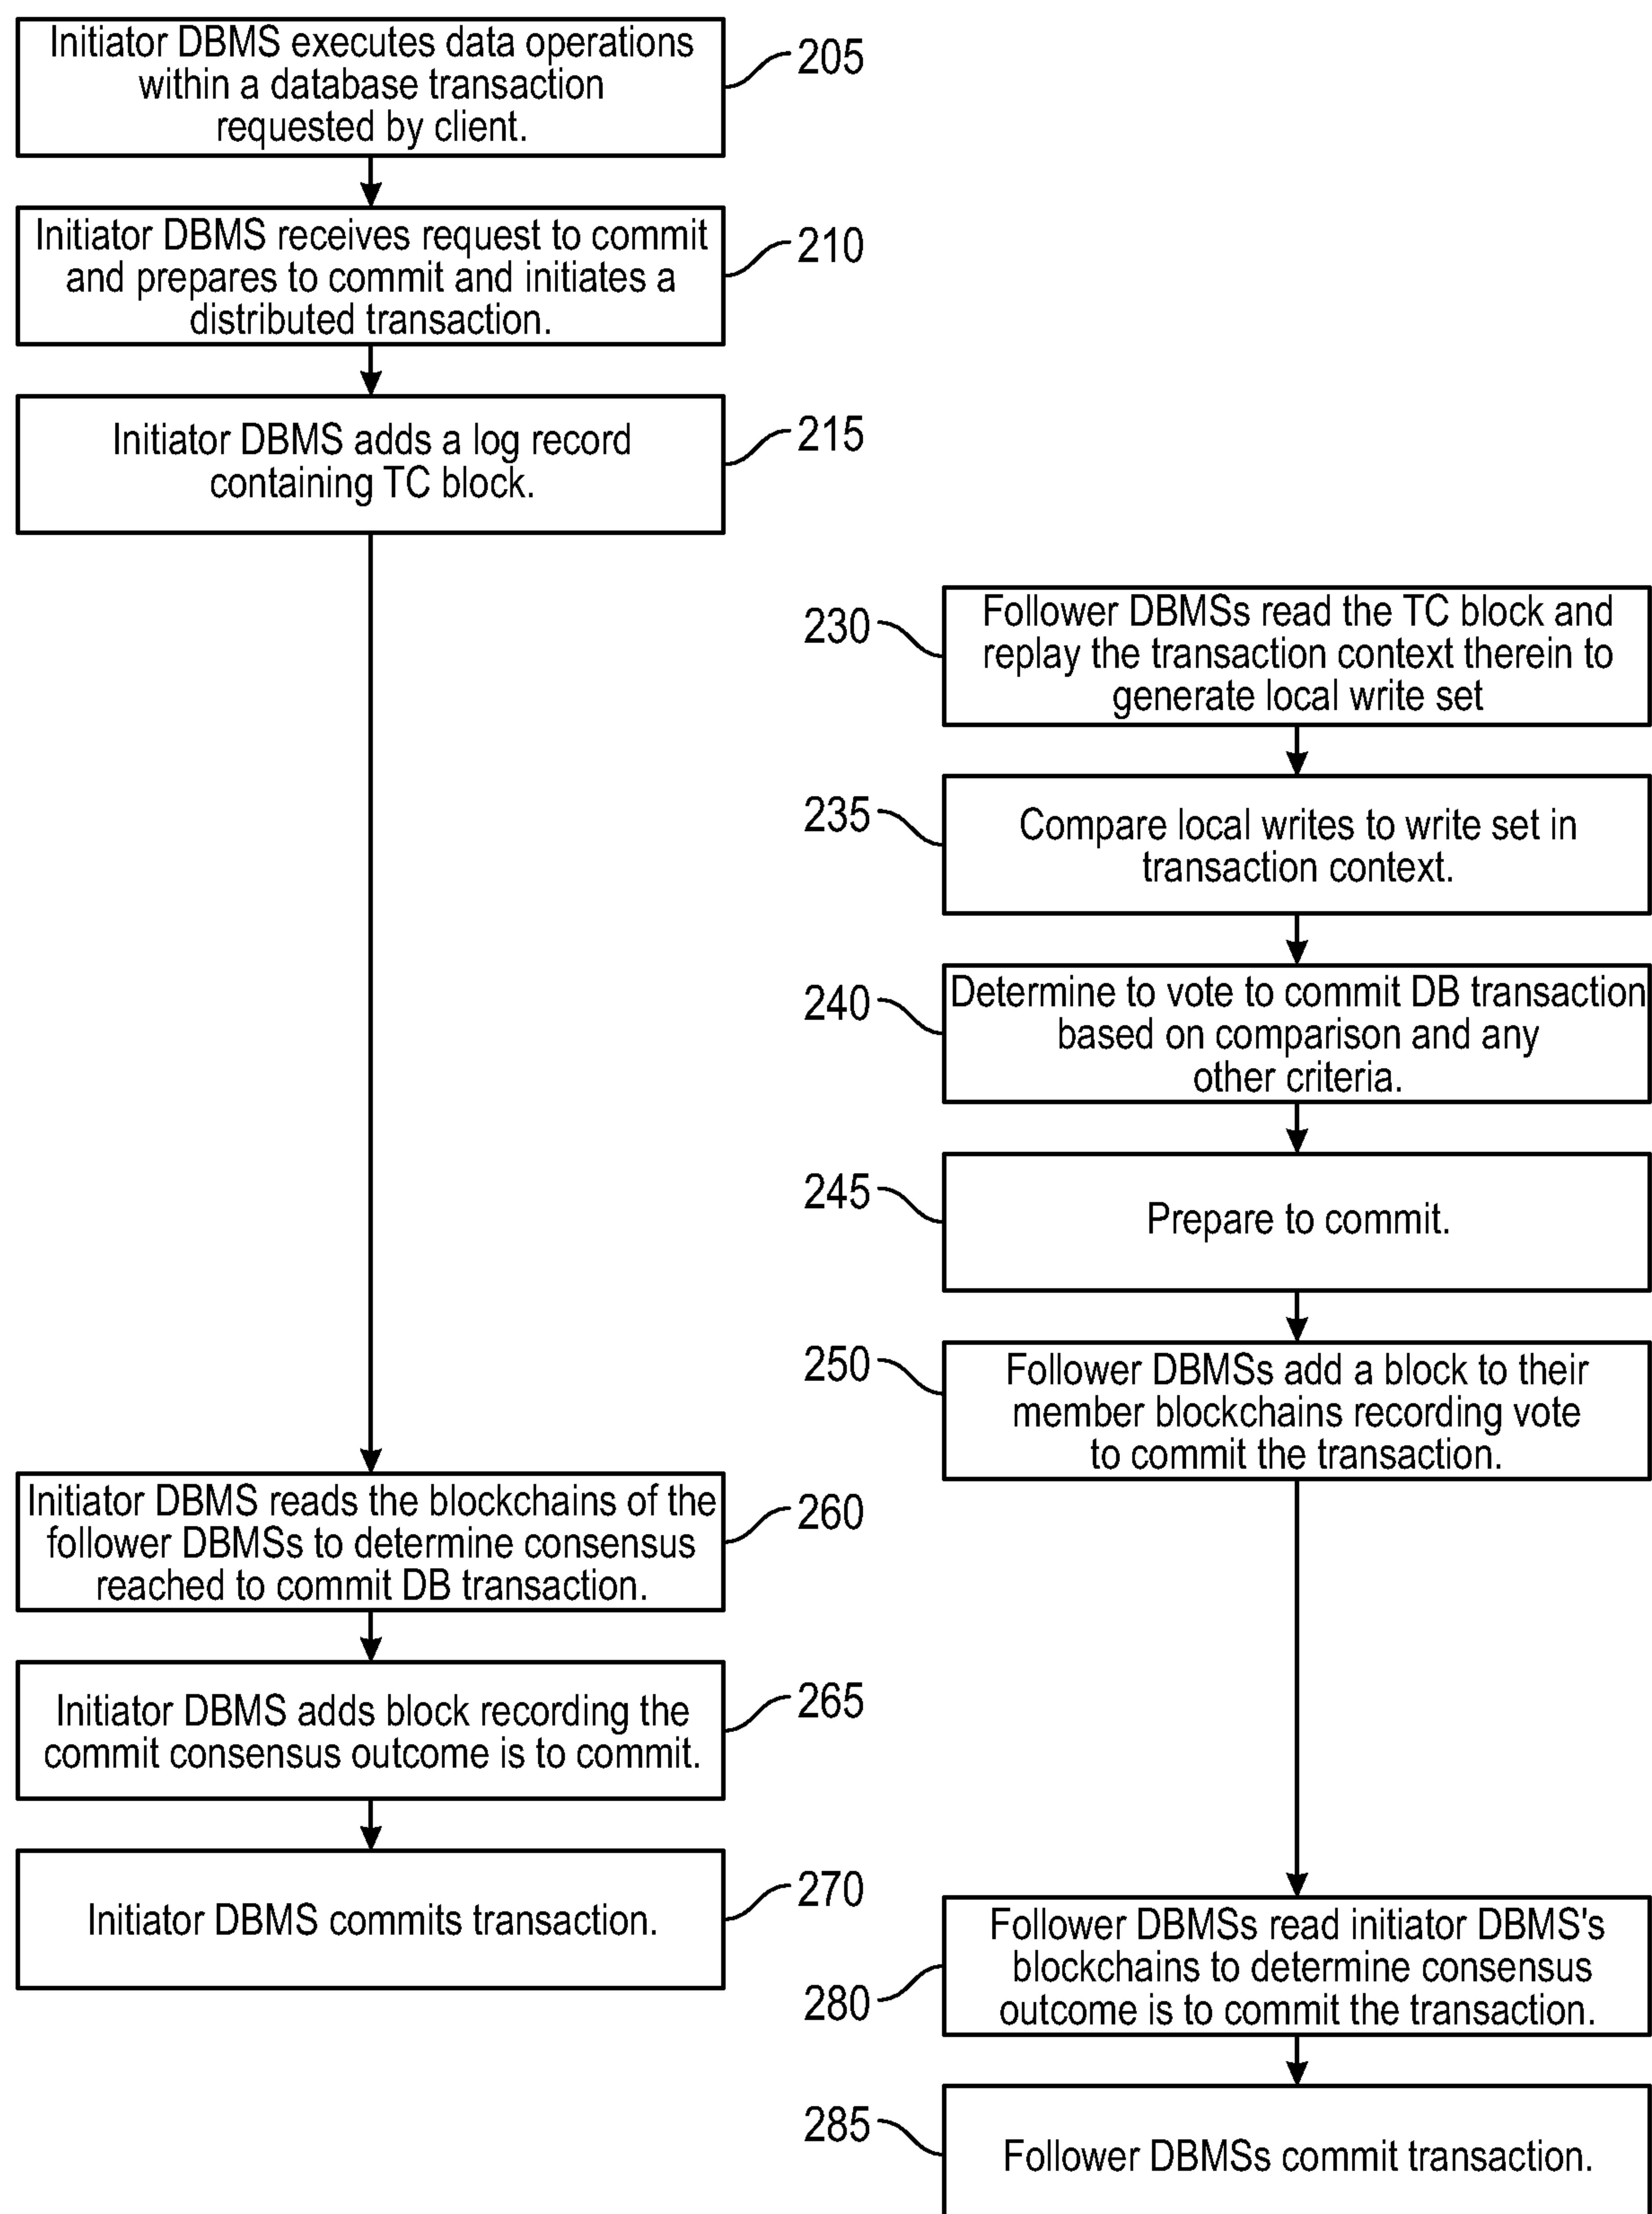 Initiator DBMS executes data operations
within a database transaction
requested by client.
205
Initiator DBMS receives request to commit
and prepares to commit and initiates a
distributed transaction.
210
Initiator DBMS adds a log record
containing TC block.
215
230
Follower DBMSs read the TC block and
replay the transaction context therein to
generate local write set
235
Compare local writes to write set in
transaction context.
240
Determine to vote to commit DB transaction
based on comparison and any
other criteria.
245
Prepare to commit.
250
Follower DBMSs add a block to their
member blockchains recording vote
to commit the transaction.
Initiator DBMS reads the blockchains of the
follower DBMSs to determine consensus
reached to commit DB transaction.
260
Initiator DBMS adds block recording the
commit consensus outcome is to commit.
265
Initiator DBMS commits transaction.
270
Follower DBMSs read initiator DBMS's
blockchains to determine consensus
outcome is to commit the transaction.
280
285
Follower DBMSs commit transaction.